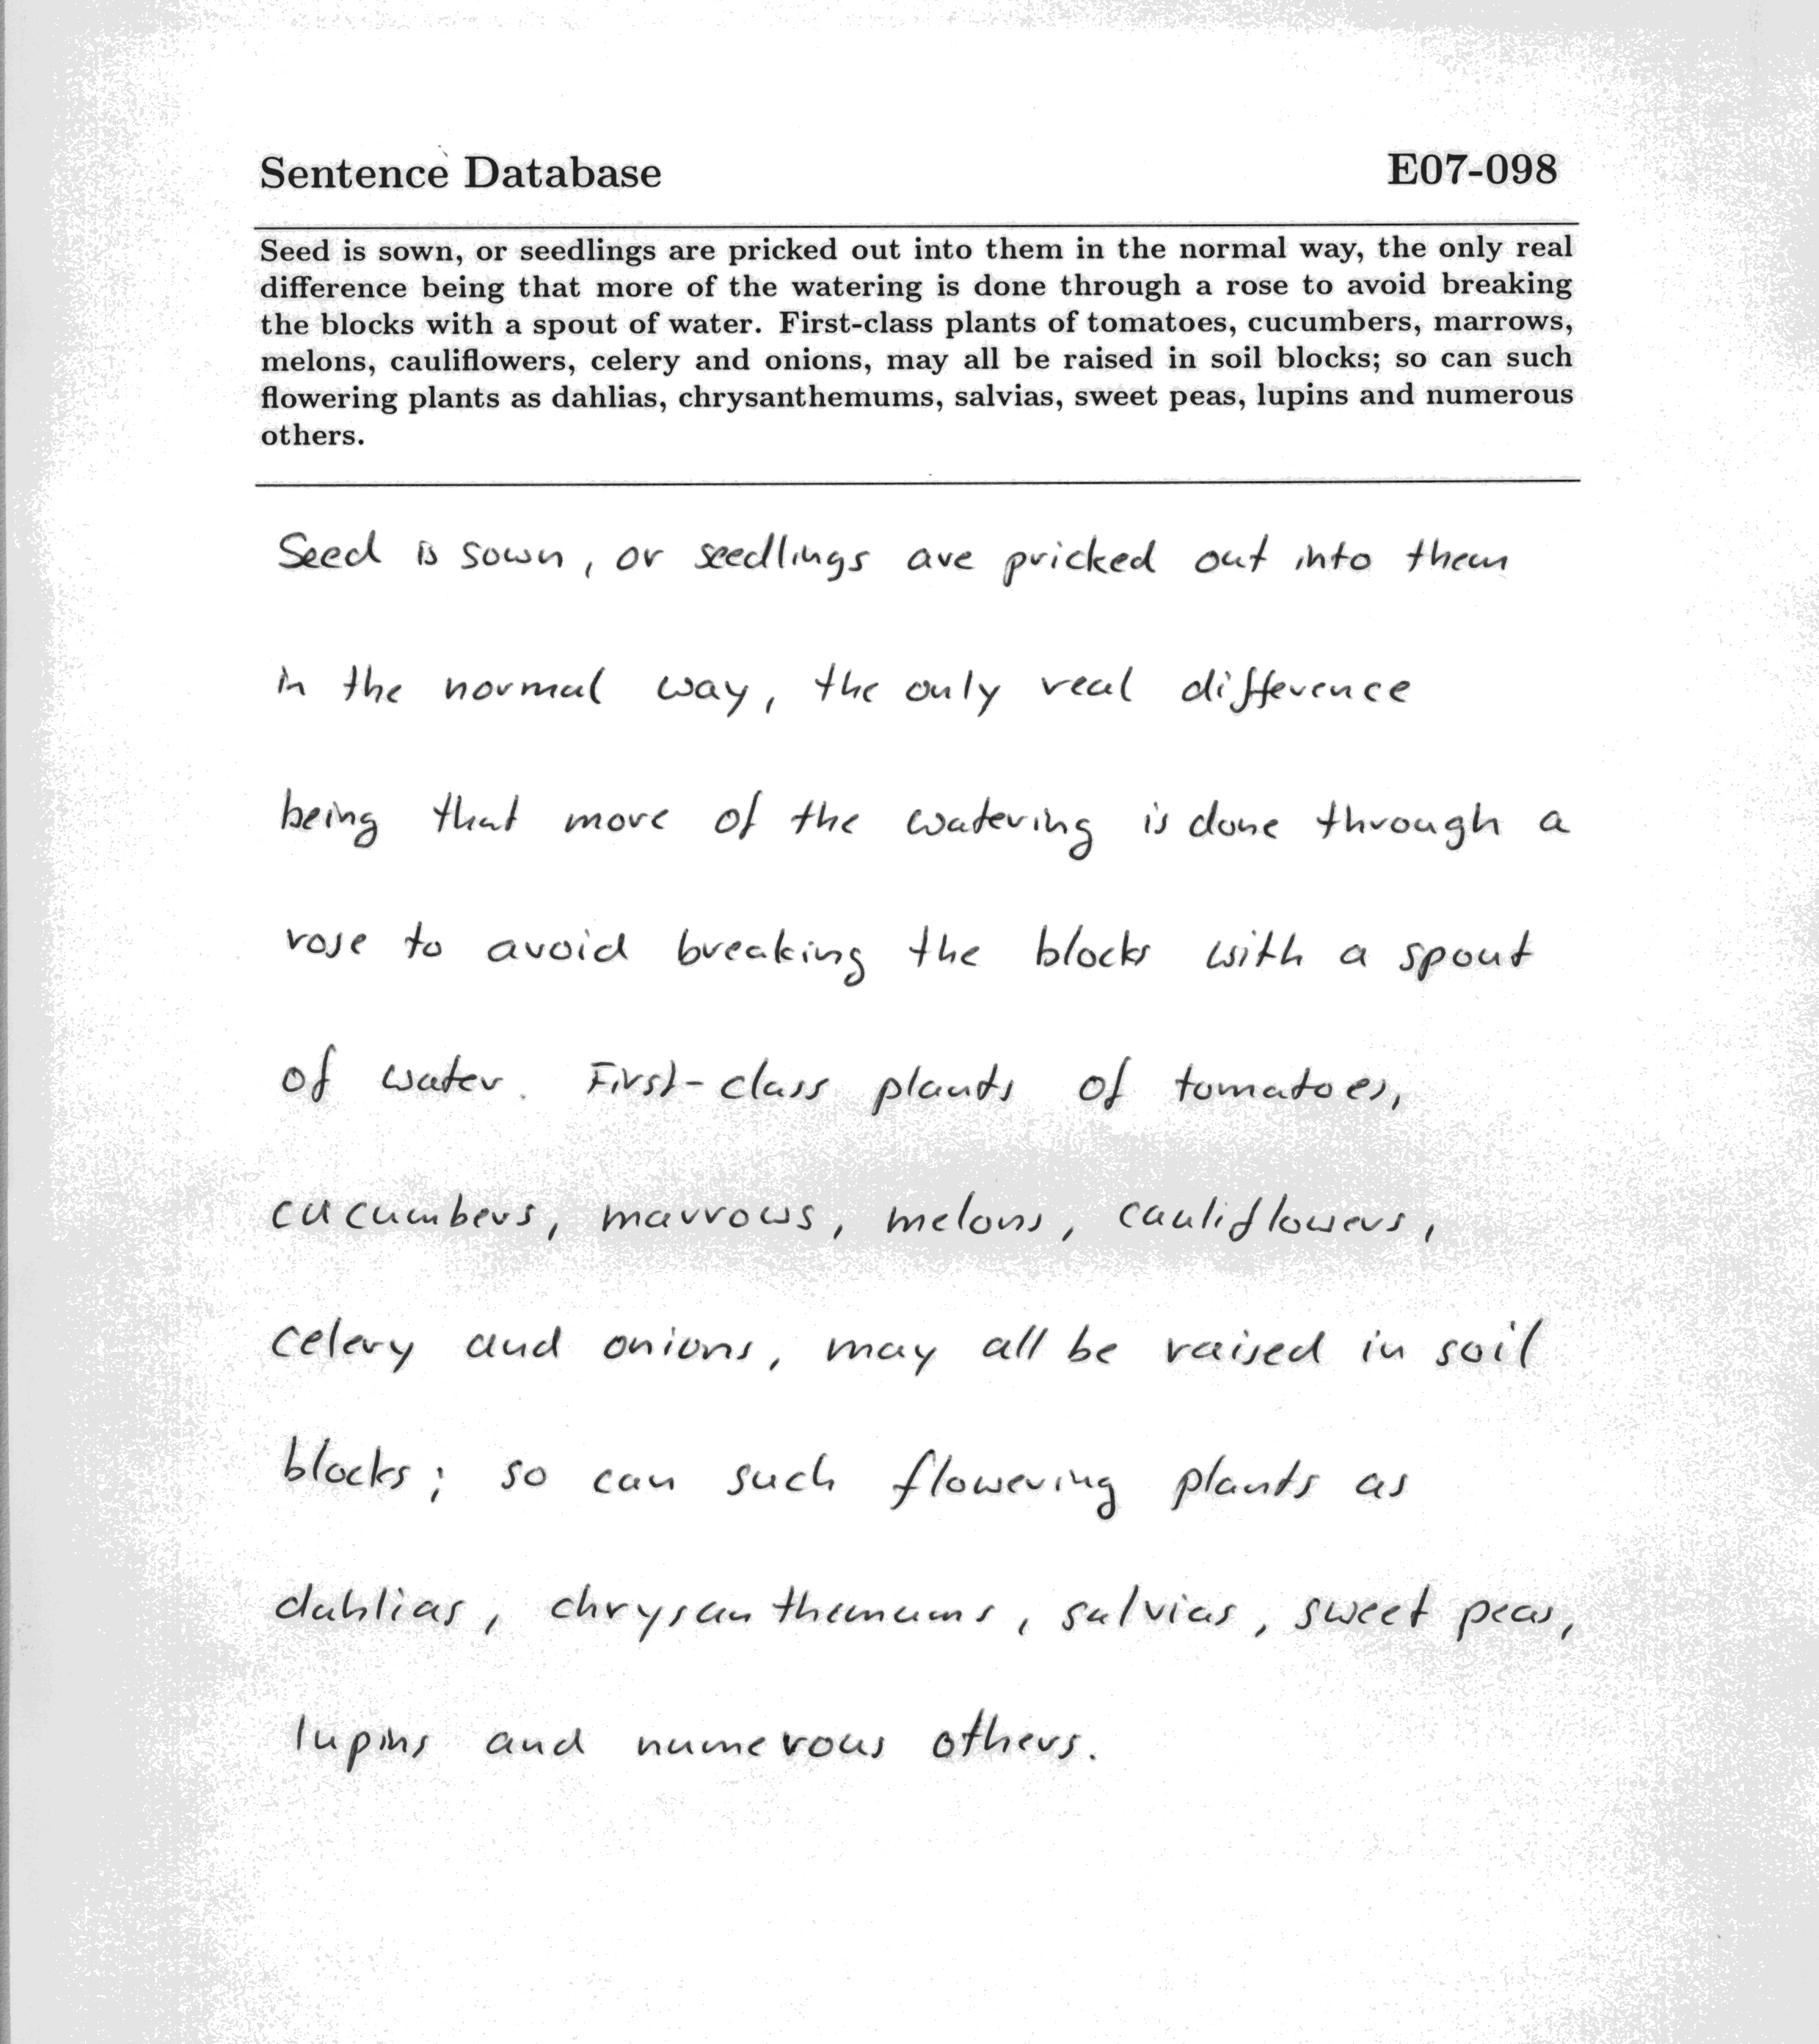 Sentence Database E07-098
Seed is sown, or seedlings are pricked out into them in the normal way, the only real
difference being that more of the watering is done through a rose to avoid breaking
the blocks with a spout of water. First-class plants of tomatoes, cucumbers, marrows,
melons, cauliflowers, celery and onions, may all be raised in soil blocks; so can such
flowering plants as dahlias, chrysanthemums, salvias, sweet peas, lupins and numerous
others.
Seed is sown, or seedlings are pricked out into them
in the normal way, the only real difference
being that more of the watering is done through a
rose to avoid breaking the blocks with a spout
of water. First-class plants of tomatoes,
cucumbers, marrows, melons, cauliflowers,
celery and onions, may all be raised in soil
blocks; so can such flowering plants as
dahlias, chrysanthemums, salvias, sweet peas,
lupins and numerous others.